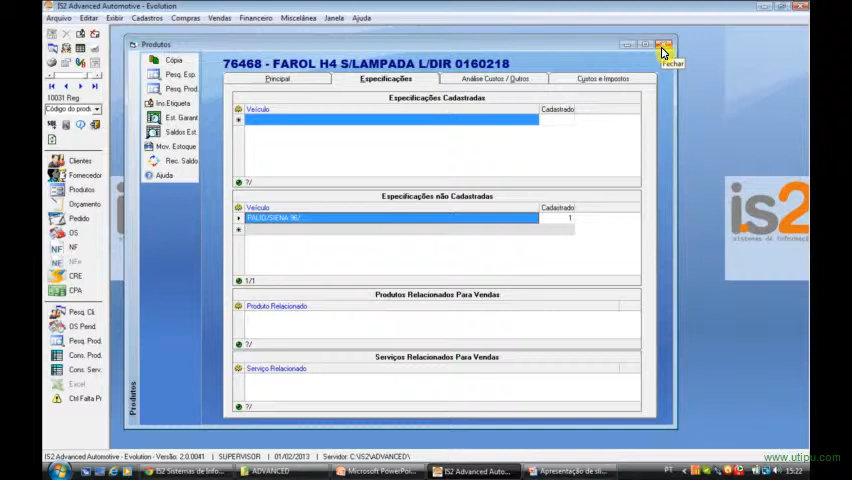 IS2 Advanced Automotive - Evolution
Arquivo Exibir Cadastros Compras Vendas Financeiro Miscelânea Janela Ajuda
10031 Reg
Código do produ
Clientes
Fornecedor
Produtos
Orçamento
Pedido
OS
NF NF
NF NFe
CRE
CPA
Pesq. Cli
OS Pend.
Pesq. Prod.
Cons. Prod.
Cons. Serv.
Excel
Ctrl Falta Pr
Produtos
Cópia
Pesq. Esp.
Pesq. Prod
Ins.Etiqueta
Est. Garant
Saldos Est.
Mov. Estoque
Rec. Saldo
Ajuda
Produtos
76468 - FAROL H4 S/LAMPADA L/DIR 0160218
Fechar
Principal Especificações Análise Custos / Outros Custos e Impostos
Especificações Cadastradas
Veículo Cadastrado
?/
Especificações não Cadastradas
Veículo Cadastrado
PALIO/SIENA 96/... 1
1/1
Produtos Relacionados Para Vendas
Produto Relacionado
?/
Serviços Relacionados Para Vendas
Serviço Relacionado
?/
is2
sistemas de informaç
is2
IS2 Advanced Automotive - Evolution - Versão: 2.0.0041 SUPERVISOR 01/02/2013 Servidor: C:\IS2\ADVANCED\
www.utipu.com
IS2 Sistemas de Info... ADVANCED Microsoft PowerPoi... IS2 Advanced Auto... Apresentação de sli... PT 15:22